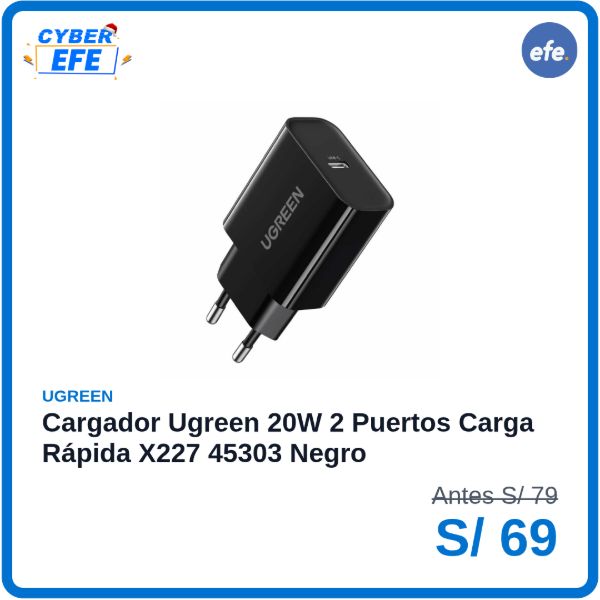 CYBER
EFE
efe.
UGREEN
UGREEN
Cargador Ugreen 20W 2 Puertos Carga
Rápida X227 45303 Negro
Antes S/ 79
S/ 69